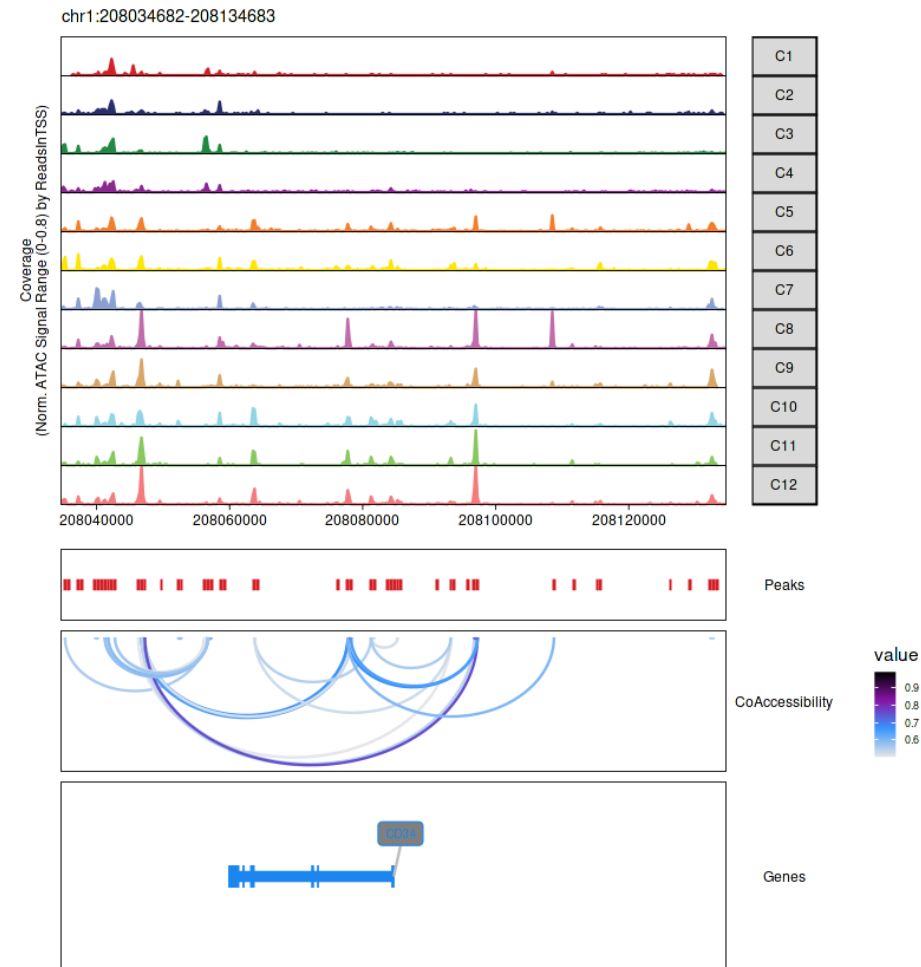 chr1:208034682-208134683
Coverage
(Norm. ATAC Signal Range (0-0.8) by ReadsInTSS)
C1
C2
C3
C4
C5
C6
C7
C8
C9
C10
C11
C12
208040000 208060000 208080000 208100000 208120000
Peaks
CoAccessibility
value
0.9
0.8
0.7
0.6
CD34
Genes